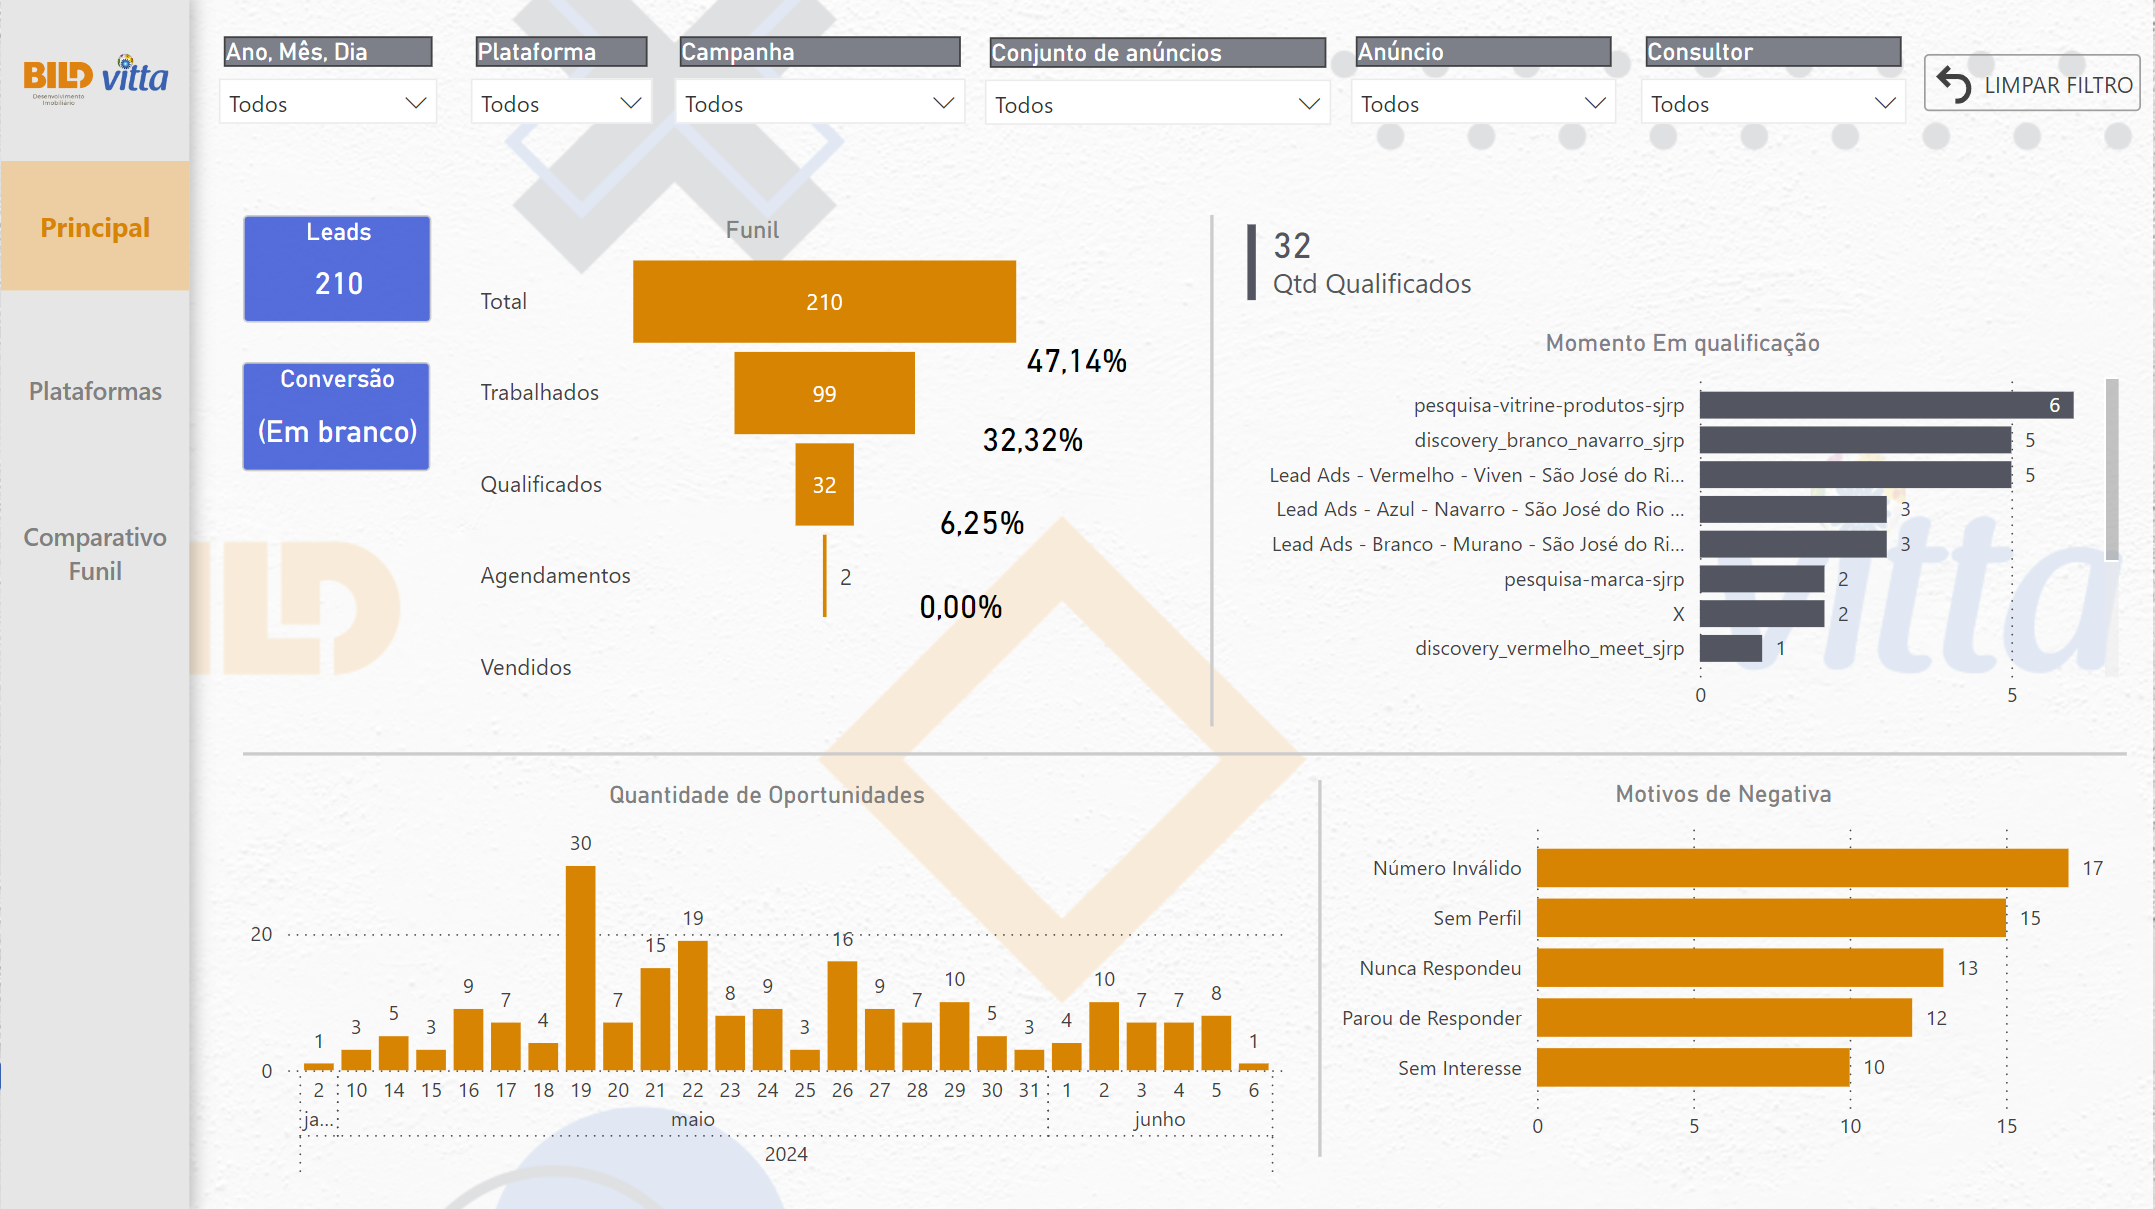 BILD vitta
Desenvolvimento
Imobiliário
Principal
Plataformas
Comparativo
Funil
Ano, Mês, Dia
Todos
Plataforma
Todos
Campanha
Todos
Conjunto de anúncios
Todos
Anúncio
Todos
Consultor
Todos
LIMPAR FILTRO
Leads
210
Conversão
(Em branco)
Funil
Total
210
47,14%
Trabalhados
99
32,32%
Qualificados
32
6,25%
Agendamentos
2
0,00%
Vendidos
32
Qtd Qualificados
Momento Em qualificação
pesquisa-vitrine-produtos-sjrp 6
discovery_branco_navarro_sjrp 5
Lead Ads - Vermelho - Viven - São José do Ri... 5
Lead Ads - Azul - Navarro - São José do Rio ... 3
Lead Ads - Branco - Murano - São José do Ri... 3
pesquisa-marca-sjrp 2
X 2
discovery_vermelho_meet_sjrp 1
0 5
BILD
vitta
Quantidade de Oportunidades
20
0
1 3 5 3 9 7 4 30 7 15 19 8 9 3 16 9 7 10 5 3 4 10 7 7 8 1
2 10 14 15 16 17 18 19 20 21 22 23 24 25 26 27 28 29 30 31 1 2 3 4 5 6
ja... maio junho
2024
Motivos de Negativa
Número Inválido 17
Sem Perfil 15
Nunca Respondeu 13
Parou de Responder 12
Sem Interesse 10
0 5 10 15